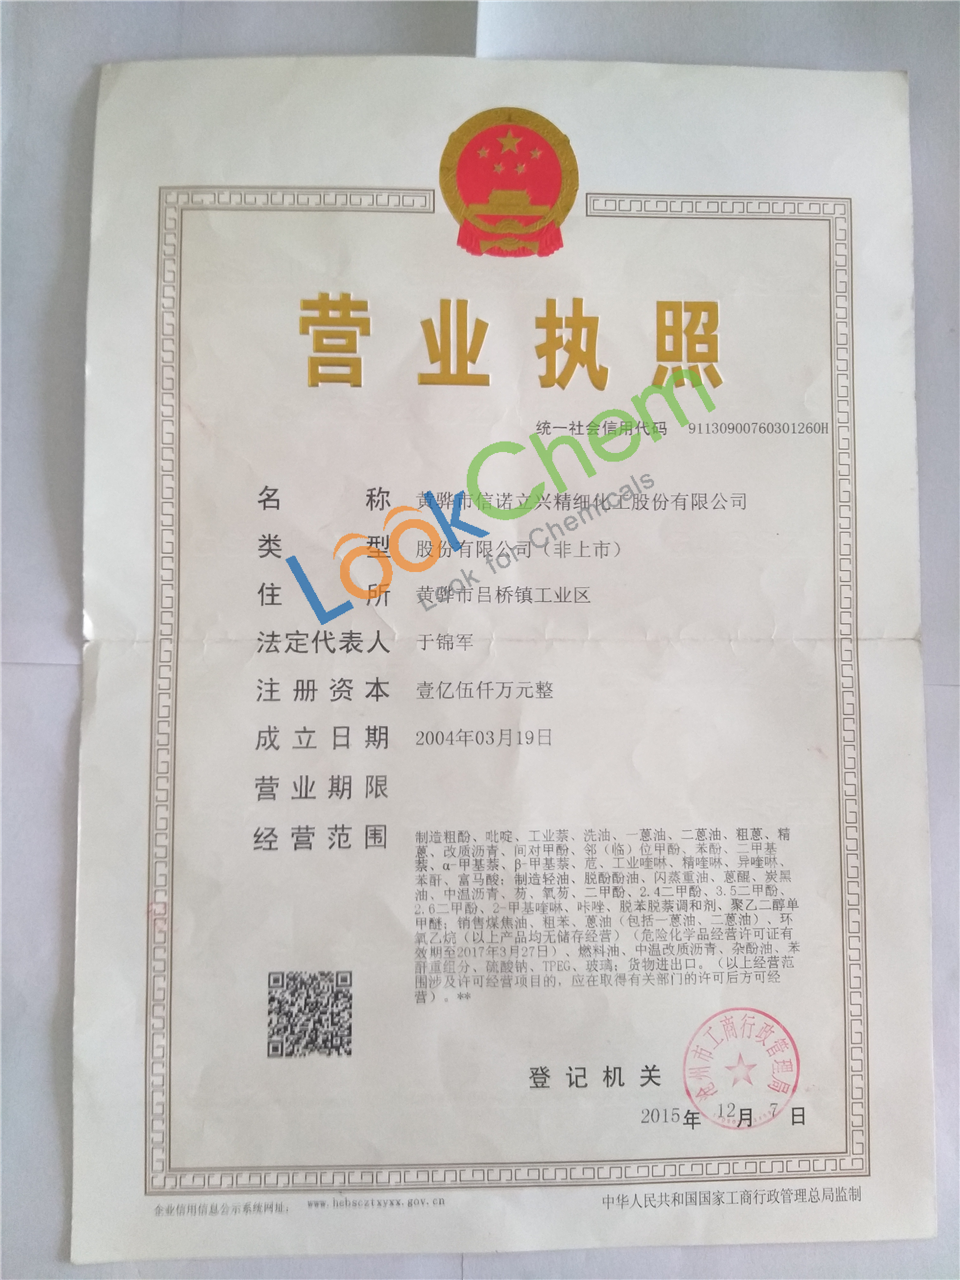 营业执照
统一社会信用代码 91130900760301260H
名称 黄骅市信诺立兴精细化工股份有限公司
类型 股份有限公司（非上市）
住所 黄骅市吕桥镇工业区
法定代表人 于锦军
注册资本 壹亿伍仟万元整
成立日期 2004年03月19日
营业期限
经营范围 制造粗酚、吡啶、工业萘、洗油、一蒽油、二蒽油、粗蒽、精
蒽、改质沥青、间对甲酚、邻（临）位甲酚、苯酚、二甲基
萘、α-甲基萘、β-甲基萘、苊、工业喹啉、精喹啉、异喹啉、
苯酐、富马酸；制造轻油、脱酚酚油、闪蒸重油、蒽醌、炭黑
油、中温沥青、芴、氧芴、二甲酚、2.4二甲酚、3.5二甲酚、
2.6二甲酚、2-甲基喹啉、咔唑、脱苯脱萘调和剂、聚乙二醇单
甲醚；销售煤焦油、粗苯、蒽油（包括一蒽油、二蒽油）、环
氧乙烷（以上产品均无储存经营）（危险化学品经营许可证有
效期至2017年3月27日）、燃料油、中温改质沥青、杂酚油、苯
酐重组分、硫酸钠、TPEG、玻璃；货物进出口。（以上经营范
围涉及许可经营项目的，应在取得有关部门的许可后方可经
营）。**
LookChem
Look for Chemicals
登记机关
沧州市工商行政管理局
2015年12月7日
企业信用信息公示系统网址： www.hebscztxyxx.gov.cn
中华人民共和国国家工商行政管理总局监制